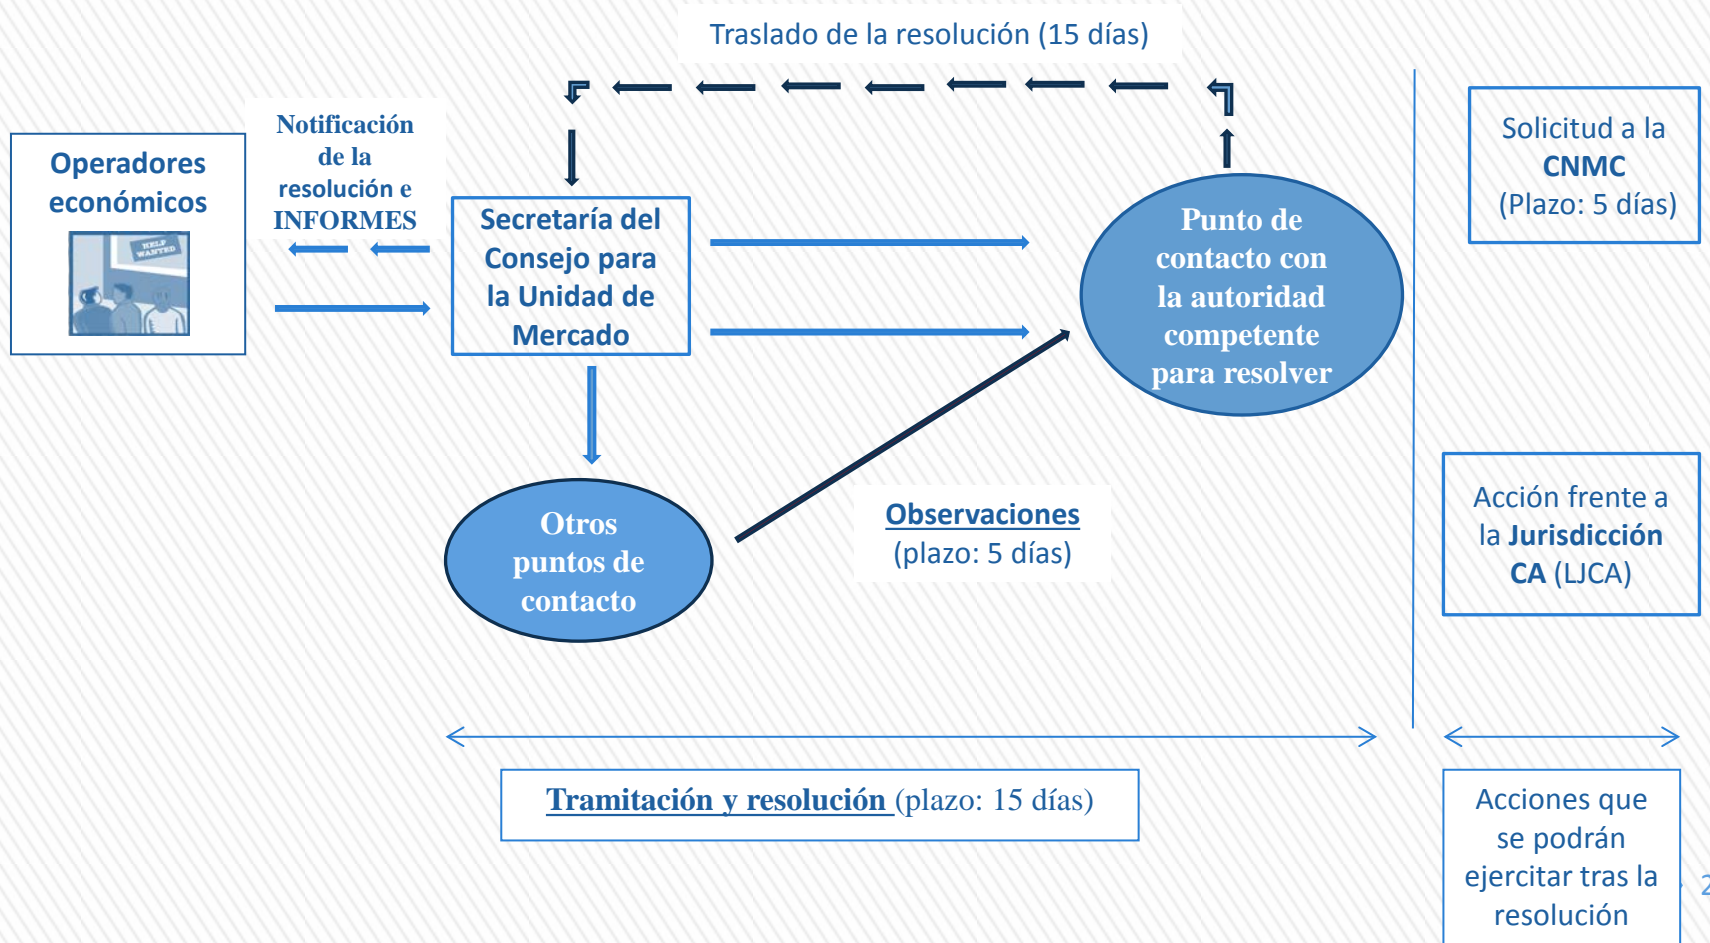 Traslado de la resolución (15 días)
Operadores
económicos
HELP
WANTED
Notificación
de la
resolución e
INFORMES
Secretaría del
Consejo para
la Unidad de
Mercado
Punto de
contacto con
la autoridad
competente
para resolver
Otros
puntos de
contacto
Observaciones
(plazo: 5 días)
Tramitación y resolución (plazo: 15 días)
Solicitud a la
CNMC
(Plazo: 5 días)
Acción frente a
la Jurisdicción
CA (LJCA)
Acciones que
se podrán
ejercitar tras la
resolución